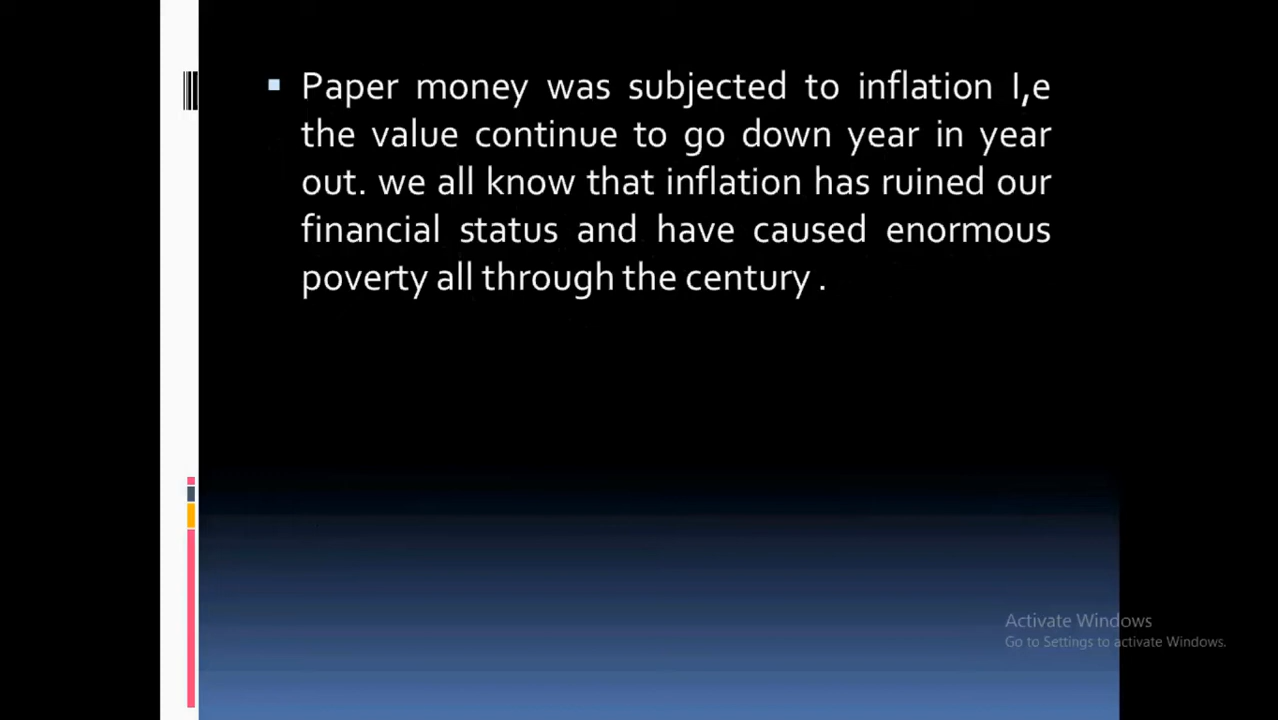 Paper money was subjected to inflation I,e
the value continue to go down year in year
out. we all know that inflation has ruined our
financial status and have caused enormous
poverty all through the century .
Activate Windows
Go to Settings to activate Windows.